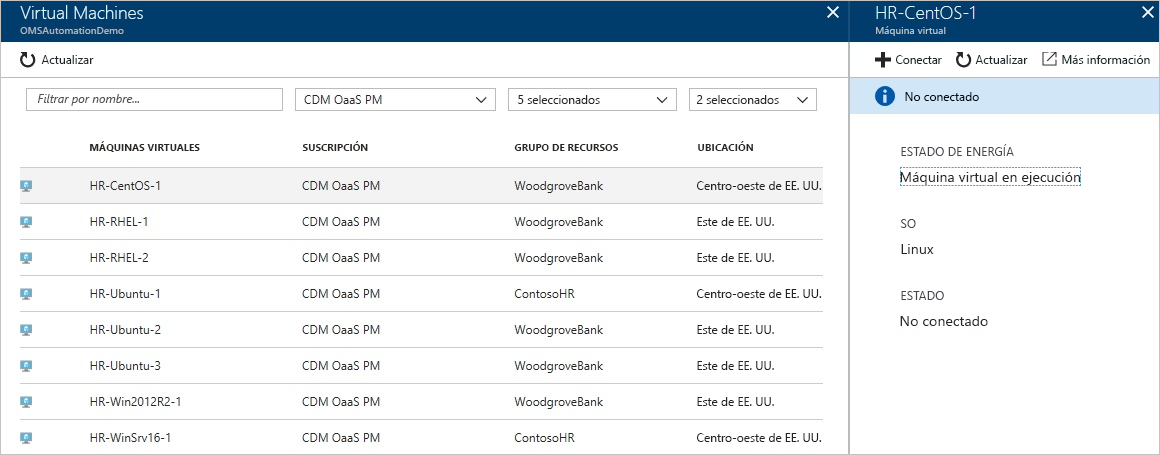 Virtual Machines
OMSAutomationDemo
Actualizar
Filtrar por nombre... CDM OaaS PM 5 seleccionados 2 seleccionados
MÁQUINAS VIRTUALES SUSCRIPCIÓN GRUPO DE RECURSOS UBICACIÓN
HR-CentOS-1 CDM OaaS PM WoodgroveBank Centro-oeste de EE. UU.
HR-RHEL-1 CDM OaaS PM WoodgroveBank Este de EE. UU.
HR-RHEL-2 CDM OaaS PM WoodgroveBank Este de EE. UU.
HR-Ubuntu-1 CDM OaaS PM ContosoHR Centro-oeste de EE. UU.
HR-Ubuntu-2 CDM OaaS PM WoodgroveBank Este de EE. UU.
HR-Ubuntu-3 CDM OaaS PM WoodgroveBank Este de EE. UU.
HR-Win2012R2-1 CDM OaaS PM WoodgroveBank Este de EE. UU.
HR-WinSrv16-1 CDM OaaS PM ContosoHR Centro-oeste de EE. UU.
HR-CentOS-1
Máquina virtual
Conectar Actualizar Más información
No conectado
ESTADO DE ENERGÍA
Máquina virtual en ejecución
SO
Linux
ESTADO
No conectado